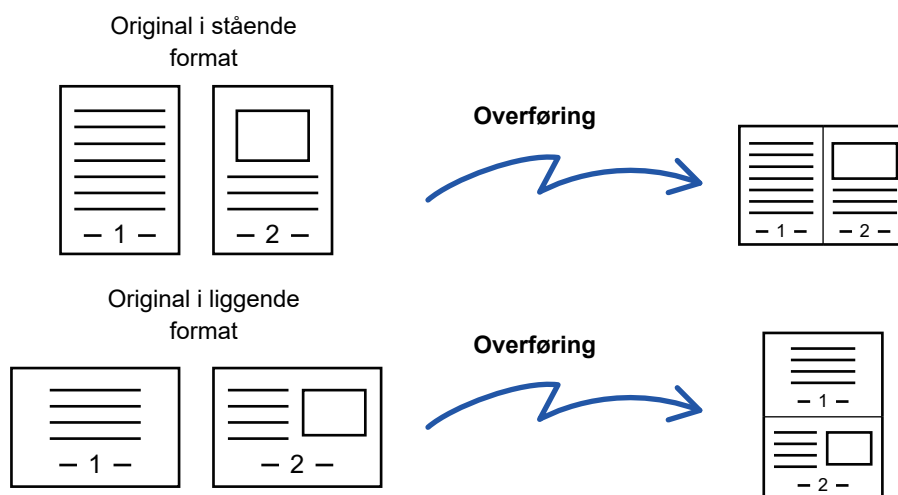 Original i stående
format
Overføring
– 1 –
– 2 –
– 1 –
– 2 –
Original i liggende
format
Overføring
– 1 –
– 2 –
– 1 –
– 2 –